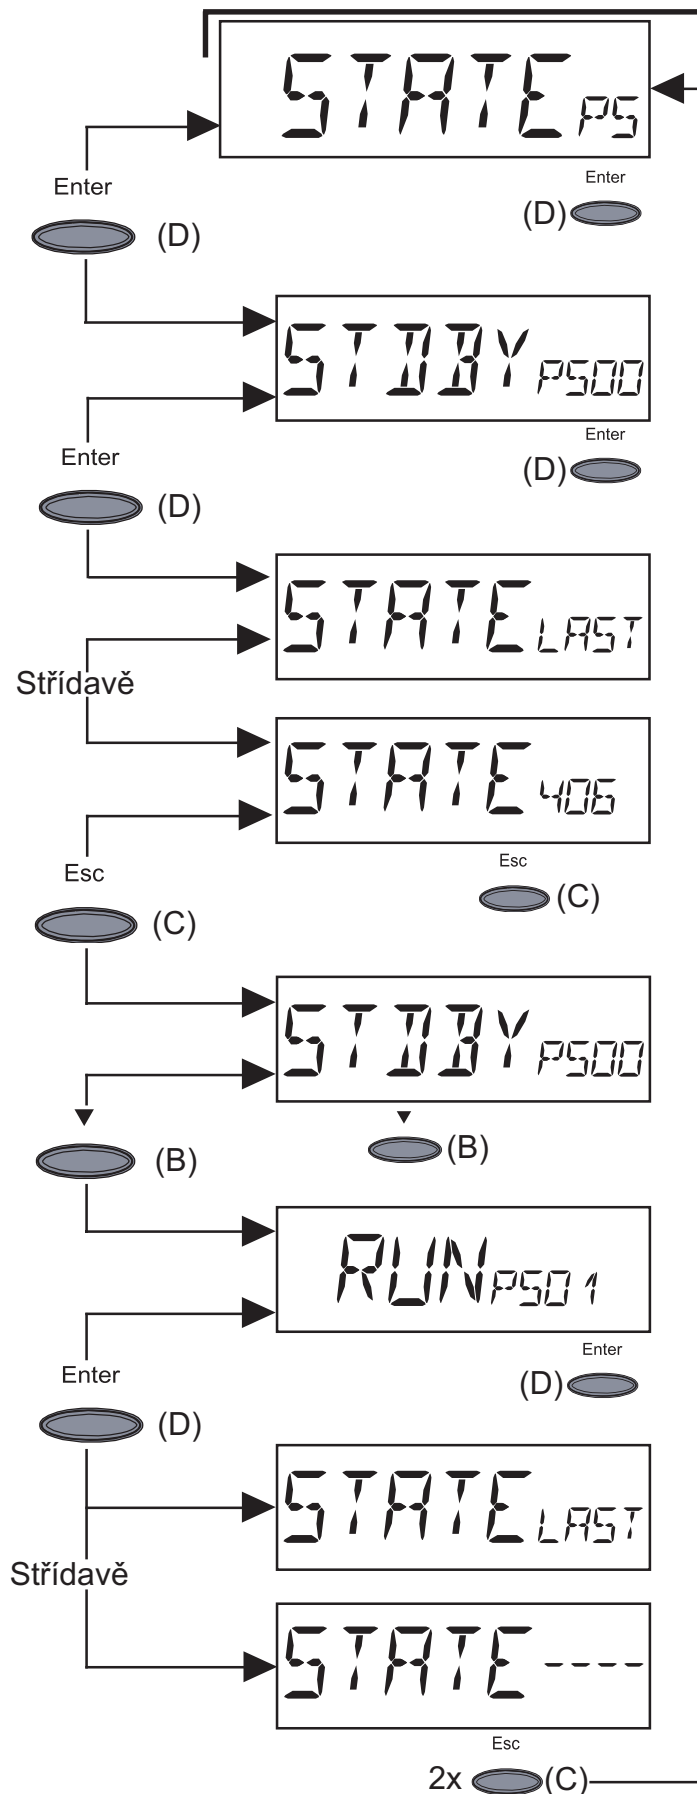 STATE PS
Enter
Enter
(D)
(D)
STDBY PS00
Enter
Enter
(D)
(D)
STATE LAST
Střídavě
STATE 406
Esc
Esc
(C)
(C)
STDBY PS00
(B)
(B)
RUN PS01
Enter
Enter
(D)
(D)
STATE LAST
Střídavě
STATE ----
Esc
2x (C)